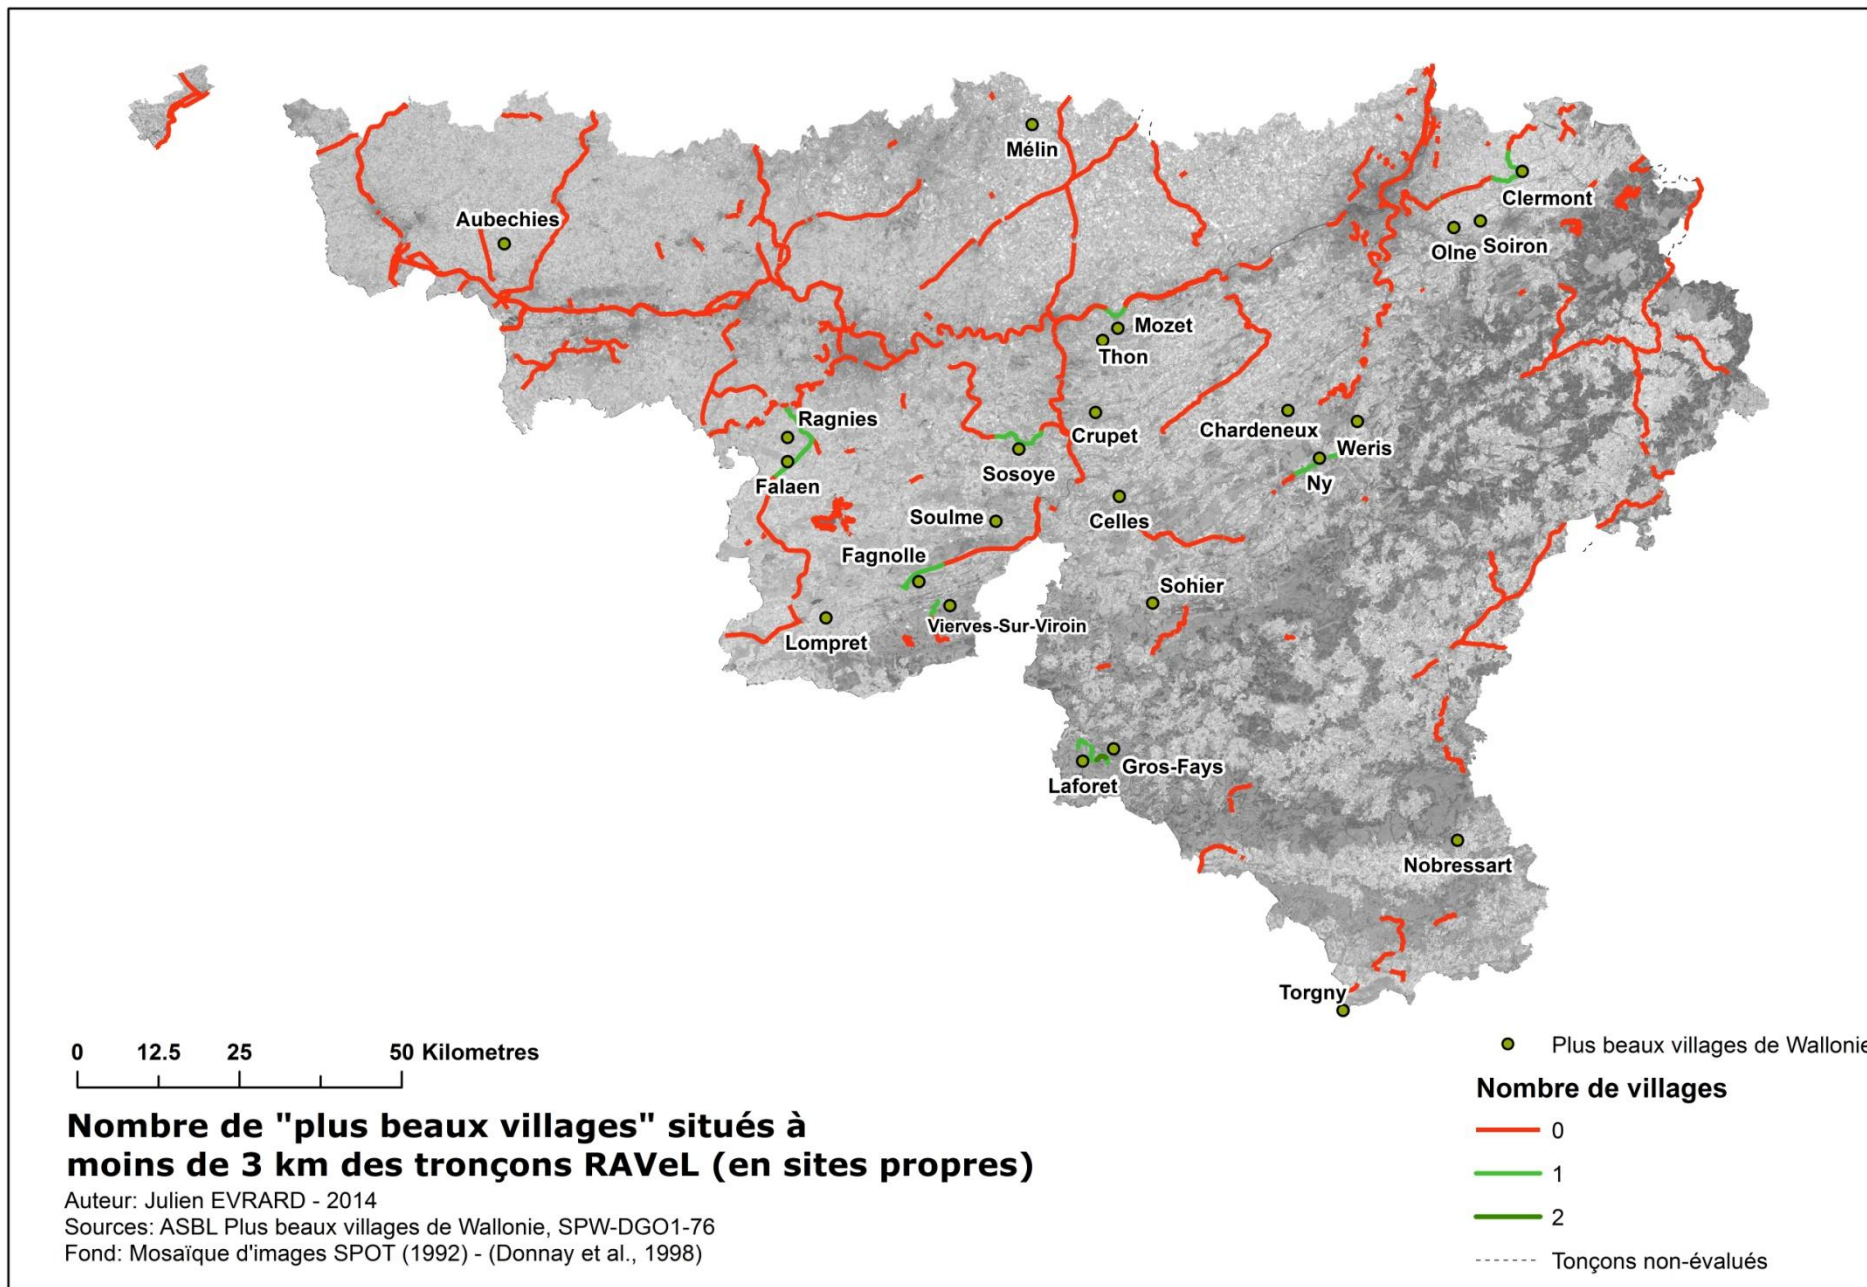 Mélin
Aubechies
Clermont
Olne
Soiron
Mozet
Thon
Ragnies
Crupet
Chardeneux
Weris
Sosoye
Falaen
Ny
Celles
Soulme
Fagnolle
Sohier
Vierves-Sur-Viroin
Lompret
Gros-Fays
Laforet
Nobressart
Torgny
0 12.5 25 50 Kilometres
Nombre de "plus beaux villages" situés à
moins de 3 km des tronçons RAVeL (en sites propres)
Auteur: Julien EVRARD - 2014
Sources: ASBL Plus beaux villages de Wallonie, SPW-DGO1-76
Fond: Mosaïque d'images SPOT (1992) - (Donnay et al., 1998)
Plus beaux villages de Wallonie
Nombre de villages
0
1
2
Tonçons non-évalués